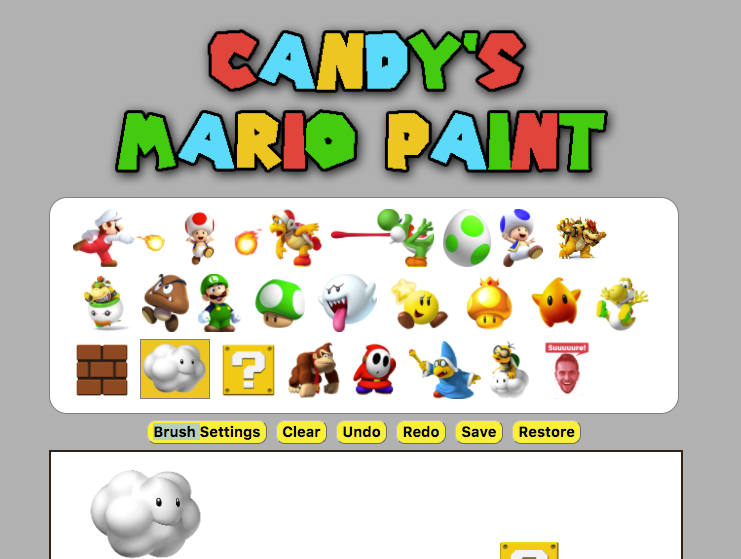 CANDY'S
MARIO PAINT
?
Suuuuure!
Brush Settings Clear Undo Redo Save Restore
?